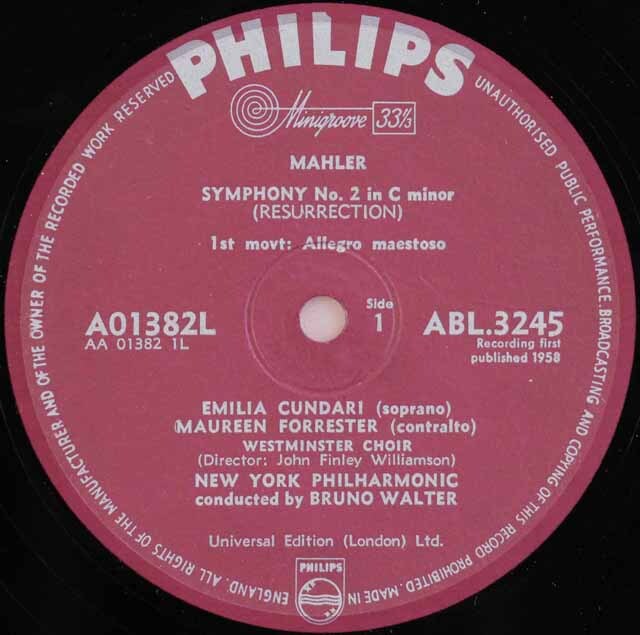 PHILIPS
Minigroove 33⅓
MAHLER
SYMPHONY No. 2 in C minor
(RESURRECTION)
1st movt: Allegro maestoso
A01382L
AA 01382 1L
Side
1
ABL.3245
Recording first
published 1958
EMILIA CUNDARI (soprano)
MAUREEN FORRESTER (contralto)
WESTMINSTER CHOIR
(Director: John Finley Williamson)
NEW YORK PHILHARMONIC
conducted by BRUNO WALTER
Universal Edition (London) Ltd.
PHILIPS
ALL RIGHTS OF THE MANUFACTURER AND OF THE OWNER OF THE RECORDED WORK RESERVED
UNAUTHORISED PUBLIC PERFORMANCE. BROADCASTING AND COPYING OF THIS RECORD PROHIBITED. MADE IN ENGLAND.